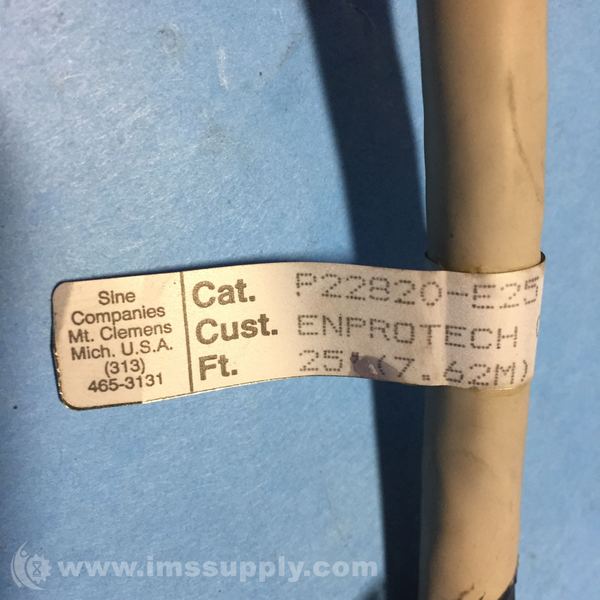 Sine
Companies
Mt. Clemens
Mich. U.S.A.
(313)
465-3131
Cat. P22820-E25
Cust. ENPROTECH
Ft. 25' (7.62M)
www.imssupply.com